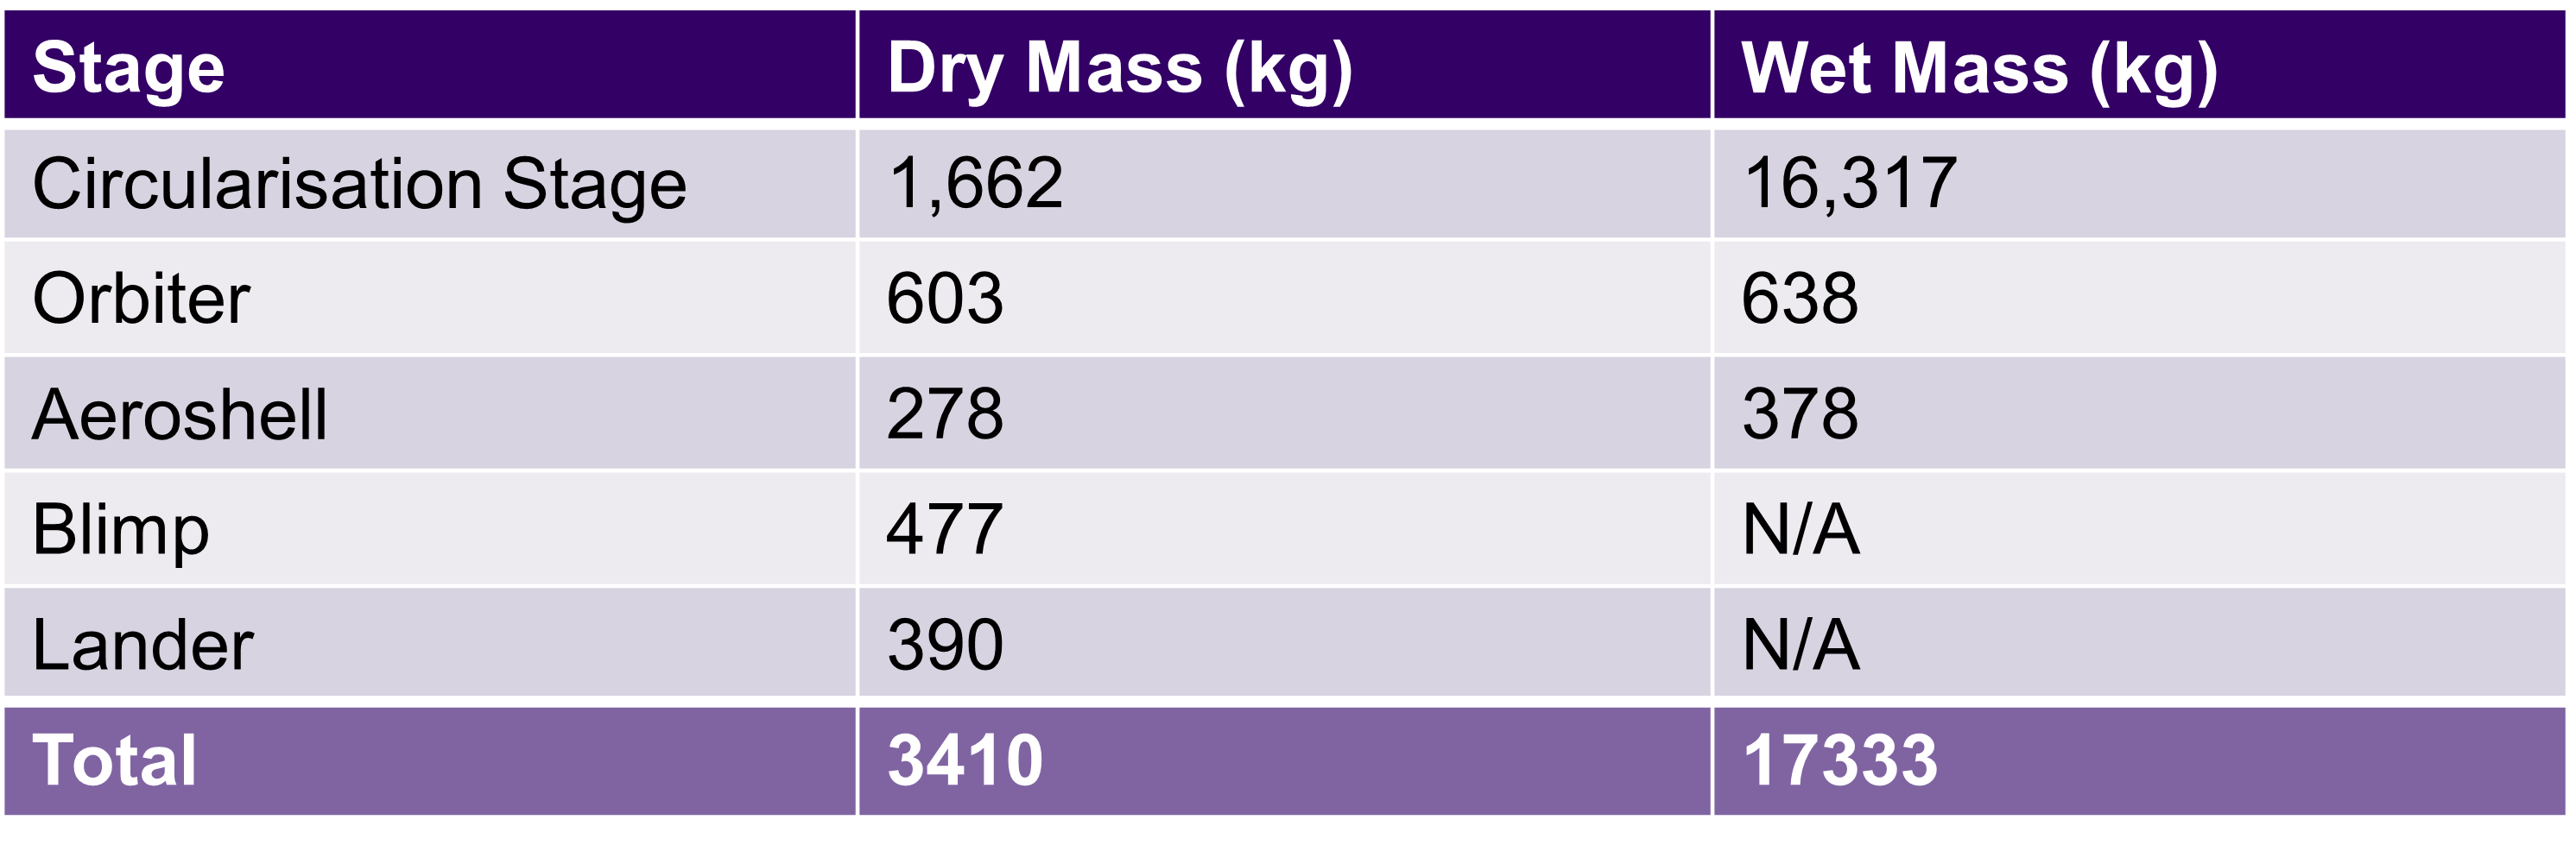 Stage Dry Mass (kg) Wet Mass (kg)
Circularisation Stage 1,662 16,317
Orbiter 603 638
Aeroshell 278 378
Blimp 477 N/A
Lander 390 N/A
Total 3410 17333